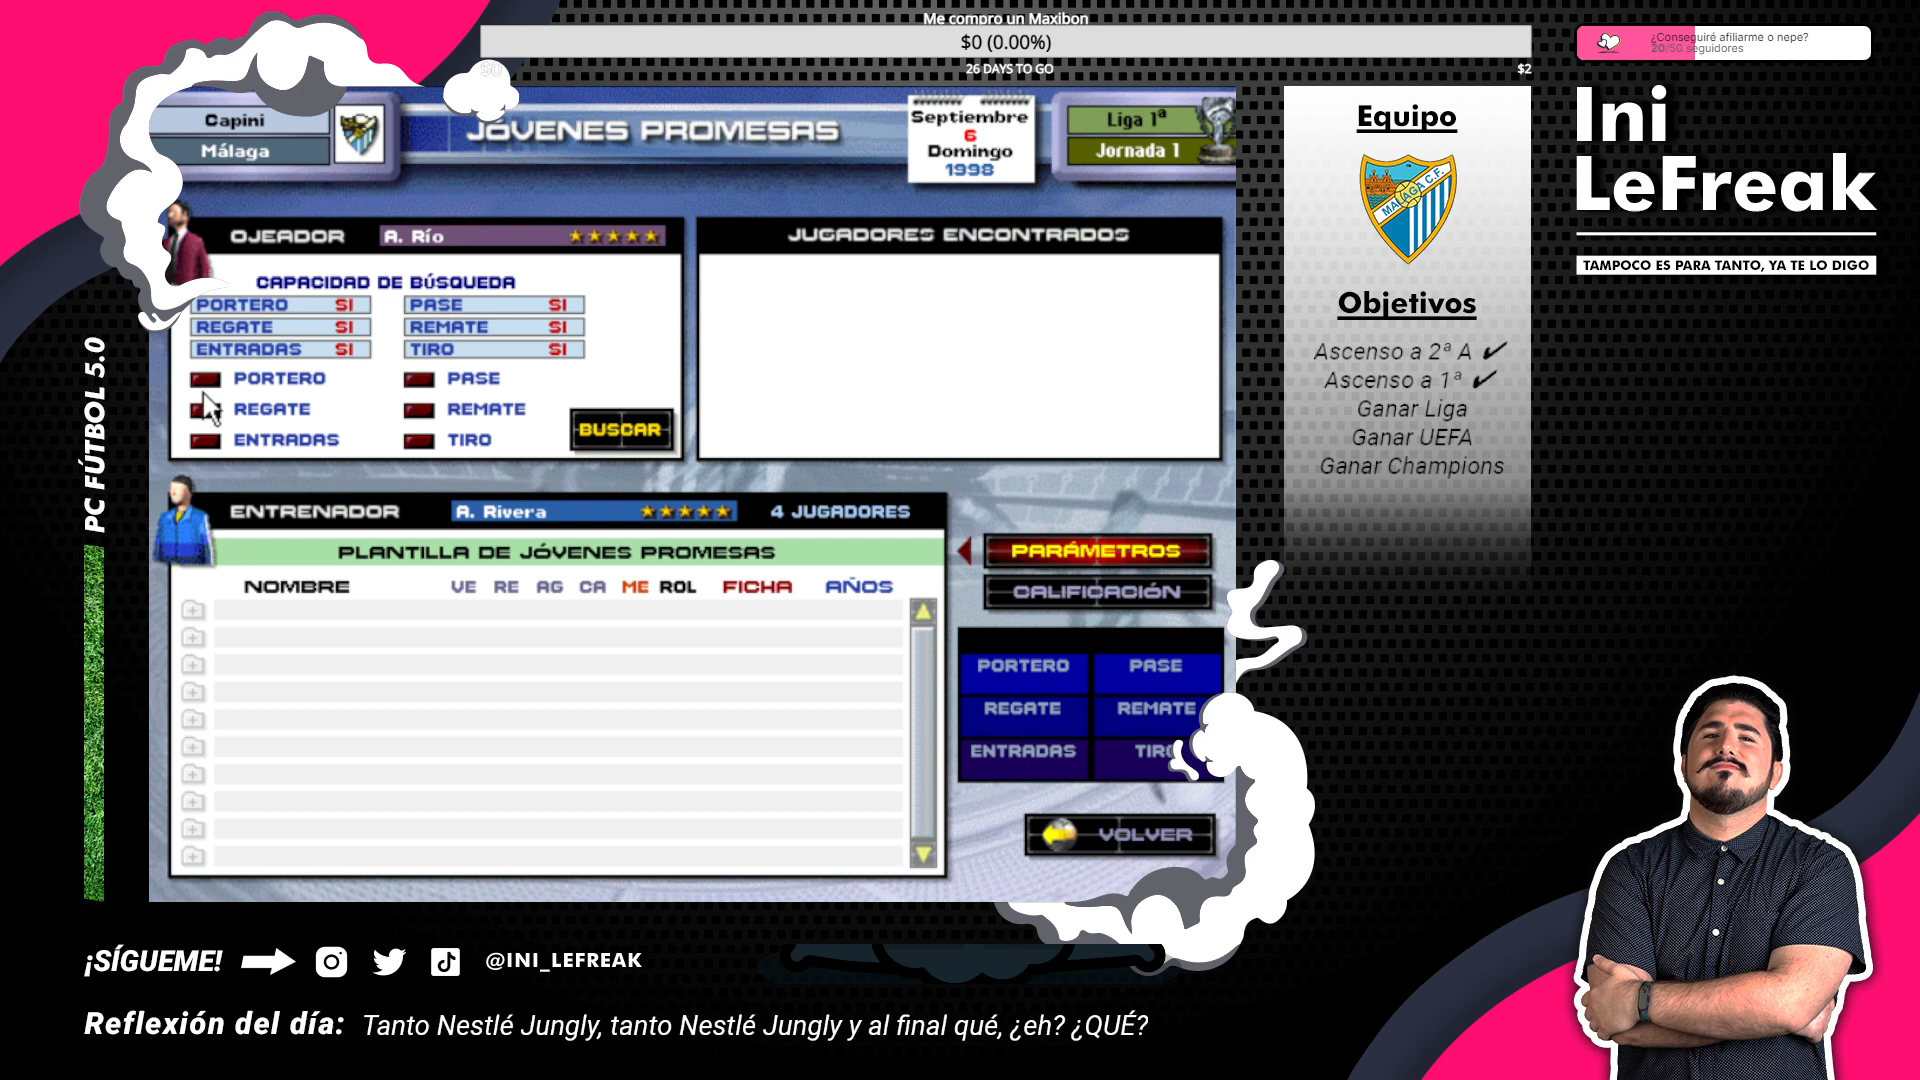 Me compro un Maxibon
$0 (0.00%)
$0
26 DAYS TO GO
$2
¿Conseguiré afiliarme o nepe?
20/50 seguidores
Ini
LeFreak
TAMPOCO ES PARA TANTO, YA TE LO DIGO
Capini
Málaga
JÓVENES PROMESAS
Septiembre
6
Domingo
1998
Liga 1ª
Jornada 1
OJEADOR
A. Río
CAPACIDAD DE BÚSQUEDA
PORTERO SI
PASE SI
REGATE SI
REMATE SI
ENTRADAS SI
TIRO SI
PORTERO
PASE
REGATE
REMATE
ENTRADAS
TIRO
BUSCAR
JUGADORES ENCONTRADOS
ENTRENADOR
A. Rivera
4 JUGADORES
PLANTILLA DE JÓVENES PROMESAS
NOMBRE VE RE AG CA ME ROL FICHA AÑOS
PARÁMETROS
CALIFICACIÓN
PORTERO PASE
REGATE REMATE
ENTRADAS TIRO
VOLVER
Equipo
MALAGA C.F.
Objetivos
Ascenso a 2ª A ✔
Ascenso a 1ª ✔
Ganar Liga
Ganar UEFA
Ganar Champions
PC FÚTBOL 5.0
¡SÍGUEME!
@INI_LEFREAK
Reflexión del día: Tanto Nestlé Jungly, tanto Nestlé Jungly y al final qué, ¿eh? ¿QUÉ?